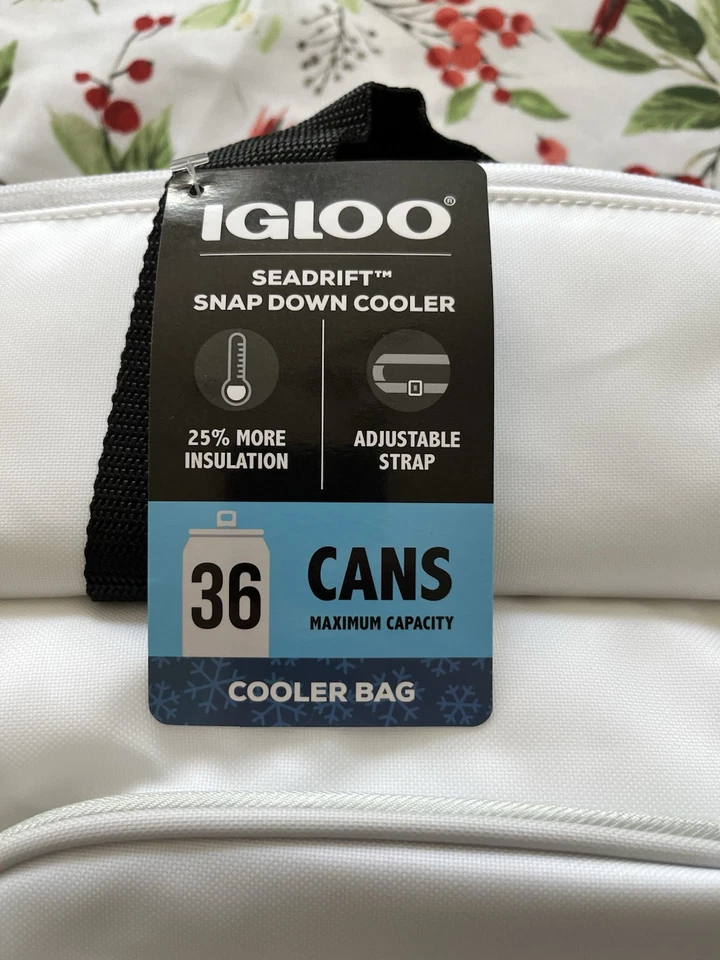 IGLOO®
SEADRIFT™
SNAP DOWN COOLER
25% MORE
INSULATION
ADJUSTABLE
STRAP
36
CANS
MAXIMUM CAPACITY
COOLER BAG